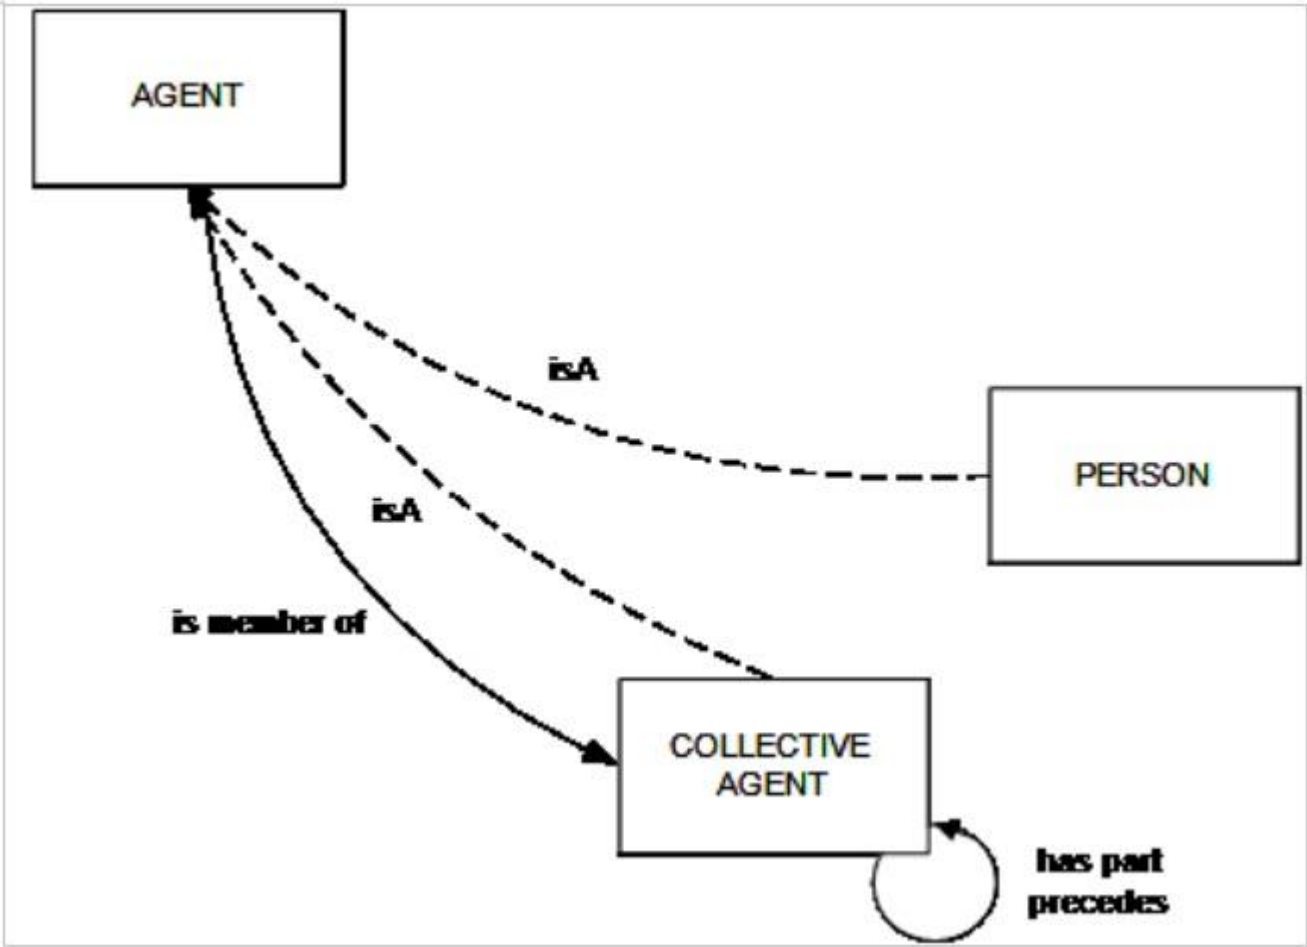 AGENT
isA
PERSON
isA
is member of
COLLECTIVE
AGENT
has part
precedes